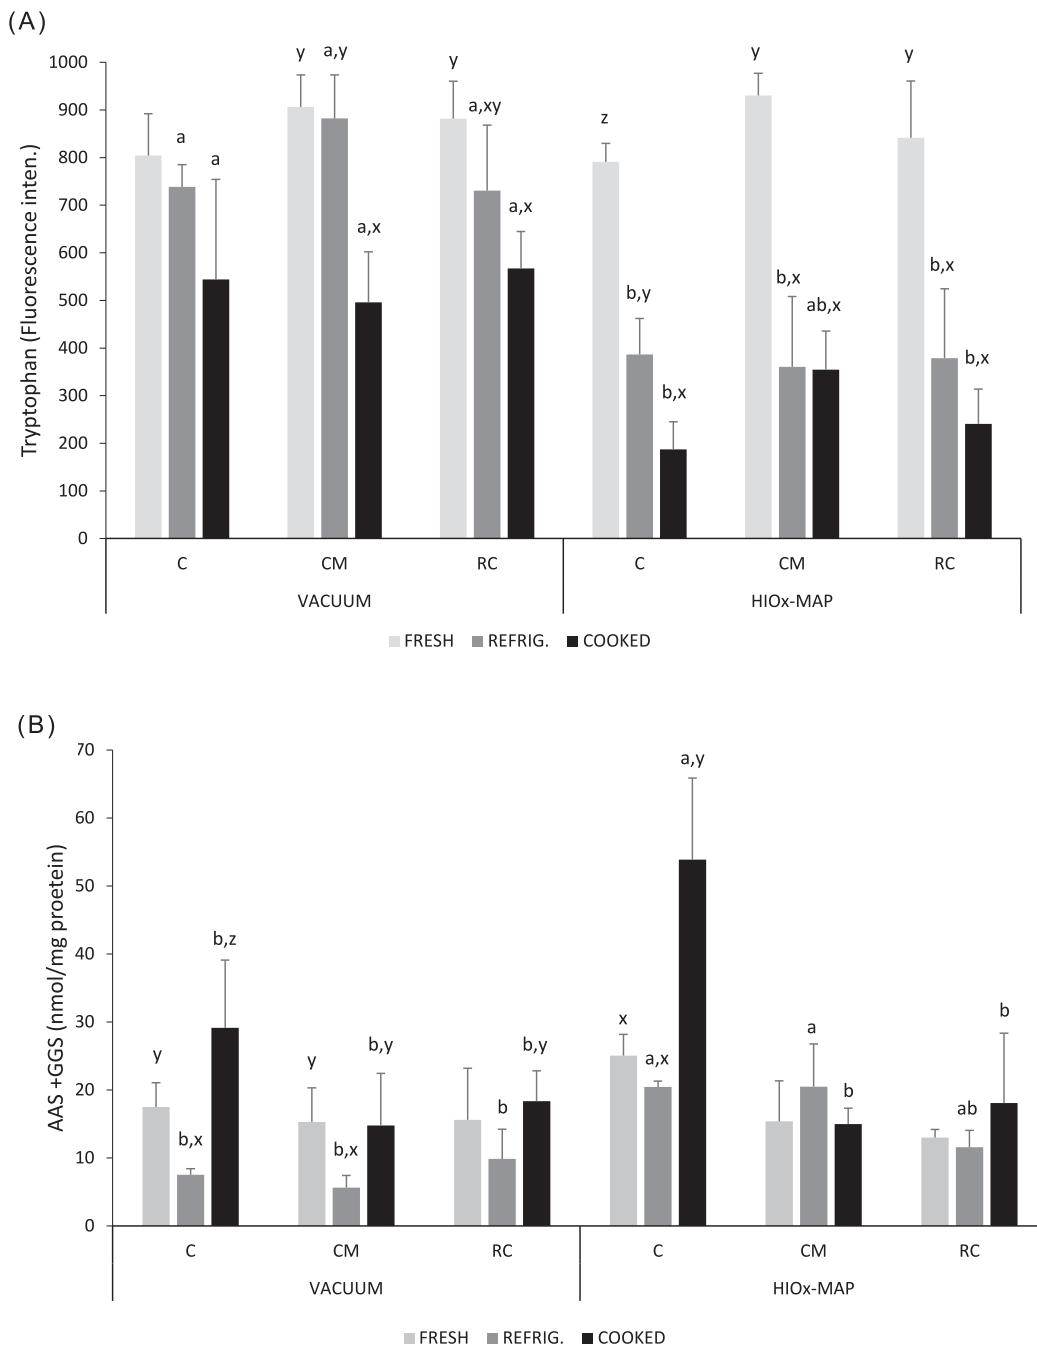 (A)
Tryptophan (Fluorescence inten.)
1000
900
800
700
600
500
400
300
200
100
0
a
a
y
a,y
a,x
y
a,xy
a,x
z
b,y
b,x
y
b,x
ab,x
y
b,x
b,x
C CM RC C CM RC
VACUUM HIOx-MAP
FRESH REFRIG. COOKED
(B)
AAS +GGS (nmol/mg proetein)
70
60
50
40
30
20
10
0
y
b,x
b,z
y
b,x
b,y
b
b,y
x
a,x
a,y
a
b
ab
b
C CM RC C CM RC
VACUUM HIOx-MAP
FRESH REFRIG. COOKED